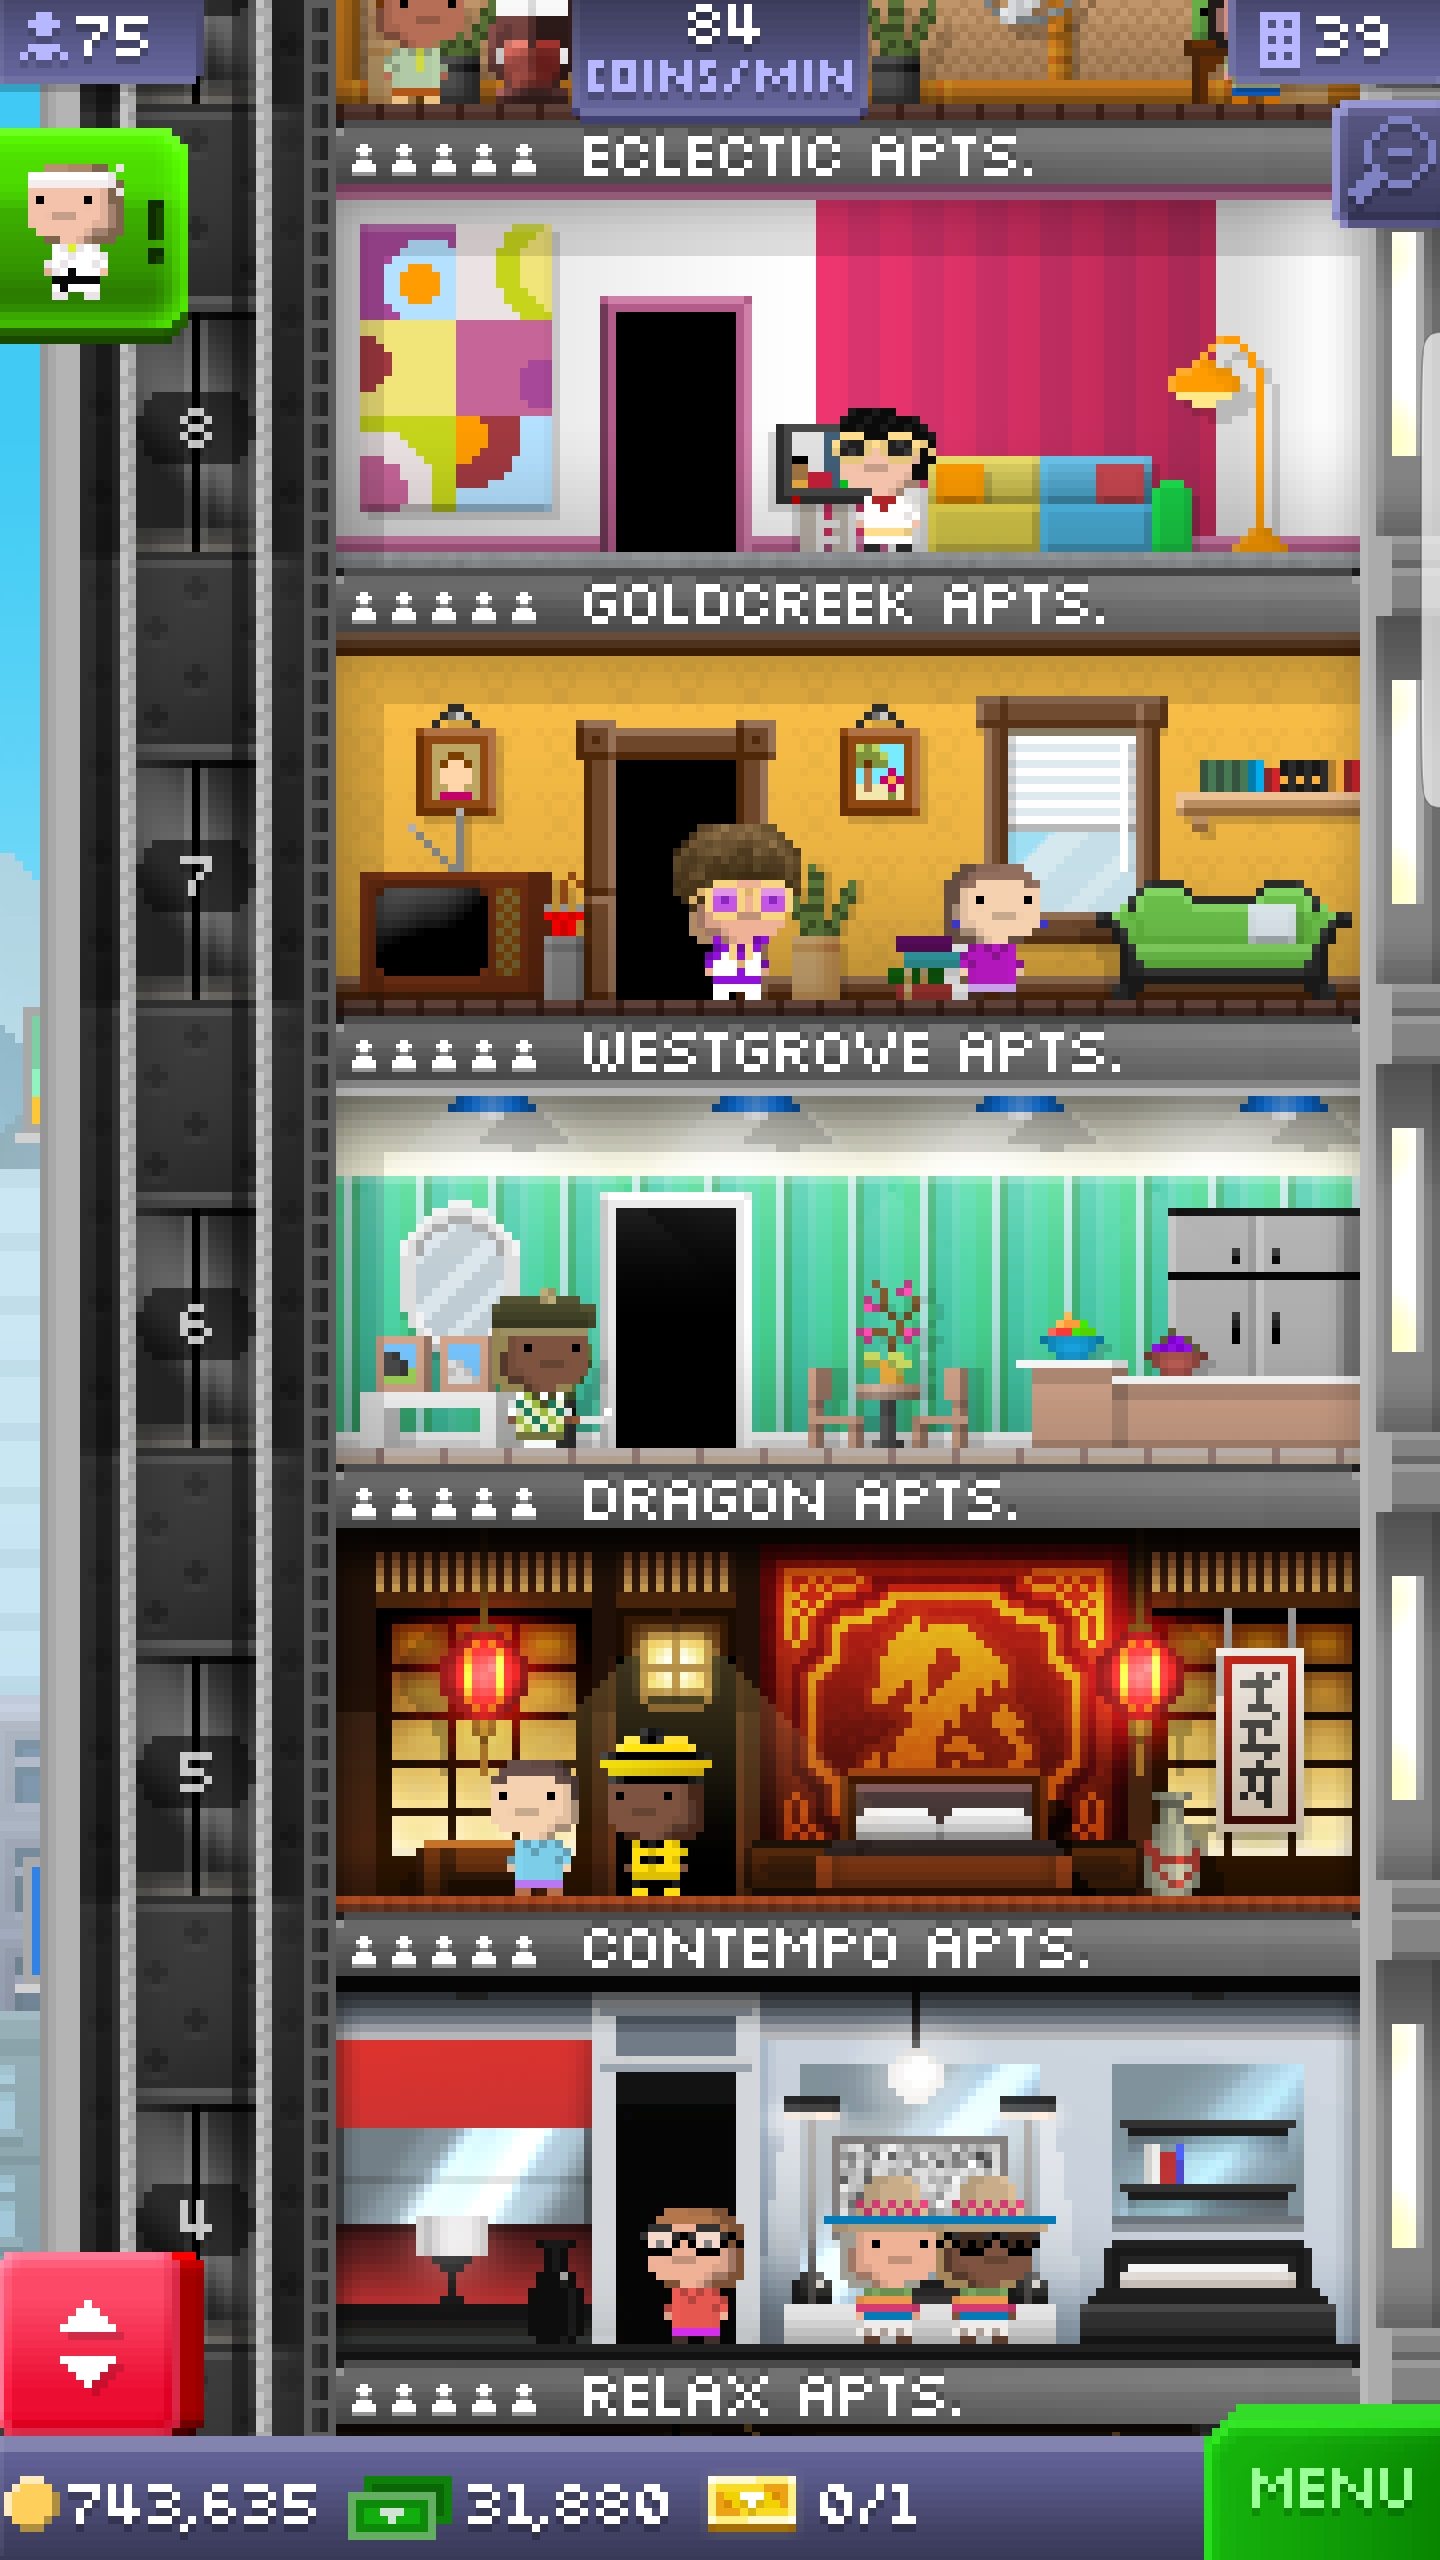 75
84
COINS/MIN
39
ECLECTIC APTS.
!
8
GOLDCREEK APTS.
7
WESTGROVE APTS.
6
DRAGON APTS.
5
CONTEMPO APTS.
4
RELAX APTS.
743,635
31,880
0/1
MENU